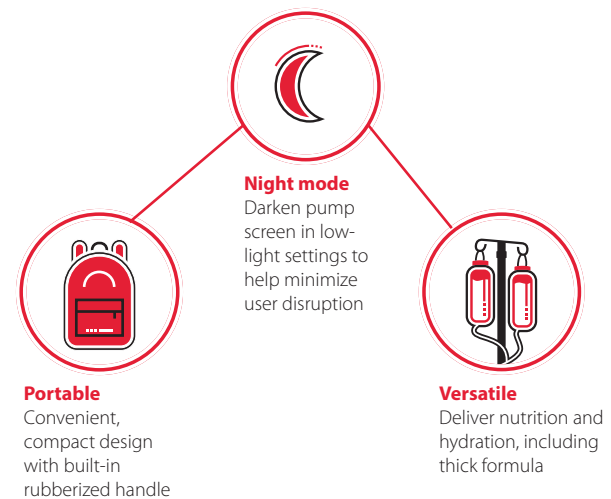 Night mode
Darken pump
screen in low-
light settings to
help minimize
user disruption
Portable
Convenient,
compact design
with built-in
rubberized handle
Versatile
Deliver nutrition and
hydration, including
thick formula